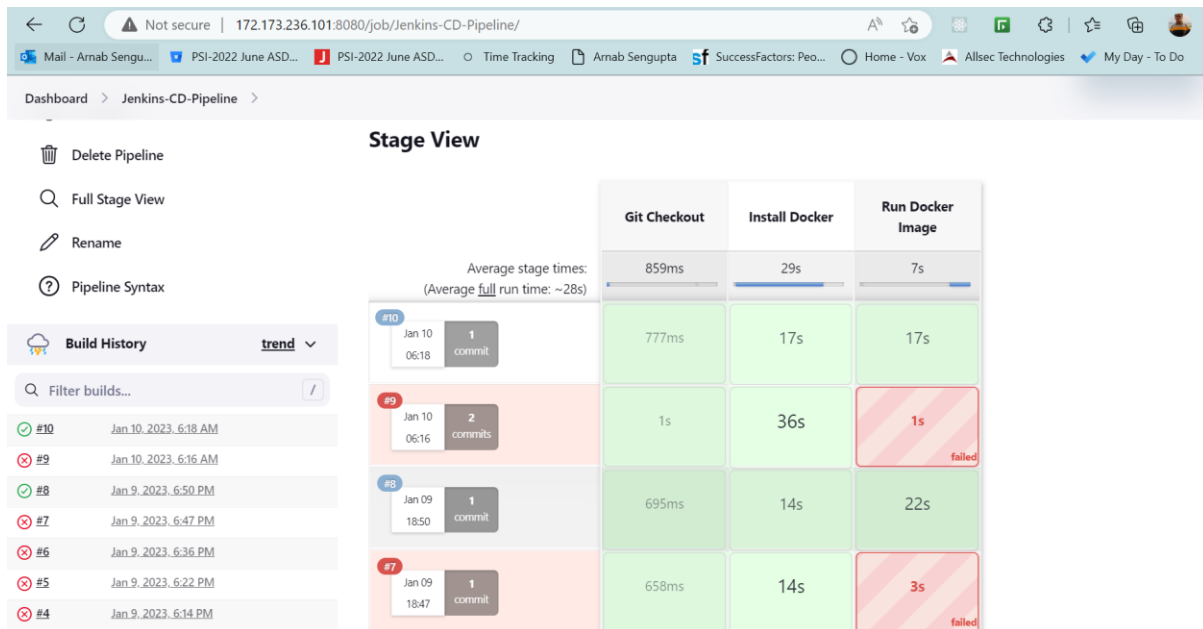 Not secure | 172.173.236.101:8080/job/Jenkins-CD-Pipeline/
Mail - Arnab Sengu... PSI-2022 June ASD... PSI-2022 June ASD... Time Tracking Arnab Sengupta SuccessFactors: Peo... Home - Vox Allsec Technologies My Day - To Do
Dashboard > Jenkins-CD-Pipeline >
Delete Pipeline
Full Stage View
Rename
Pipeline Syntax
Build History trend
Filter builds... /
#10 Jan 10, 2023, 6:18 AM
#9 Jan 10, 2023, 6:16 AM
#8 Jan 9, 2023, 6:50 PM
#7 Jan 9, 2023, 6:47 PM
#6 Jan 9, 2023, 6:36 PM
#5 Jan 9, 2023, 6:22 PM
#4 Jan 9, 2023, 6:14 PM
Stage View
Git Checkout Install Docker Run Docker
Image
Average stage times: 859ms 29s 7s
(Average full run time: ~28s)
#10
Jan 10 1
06:18 commit
777ms 17s 17s
#9
Jan 10 2
06:16 commits
1s 36s 1s
failed
#8
Jan 09 1
18:50 commit
695ms 14s 22s
#7
Jan 09 1
18:47 commit
658ms 14s 3s
failed